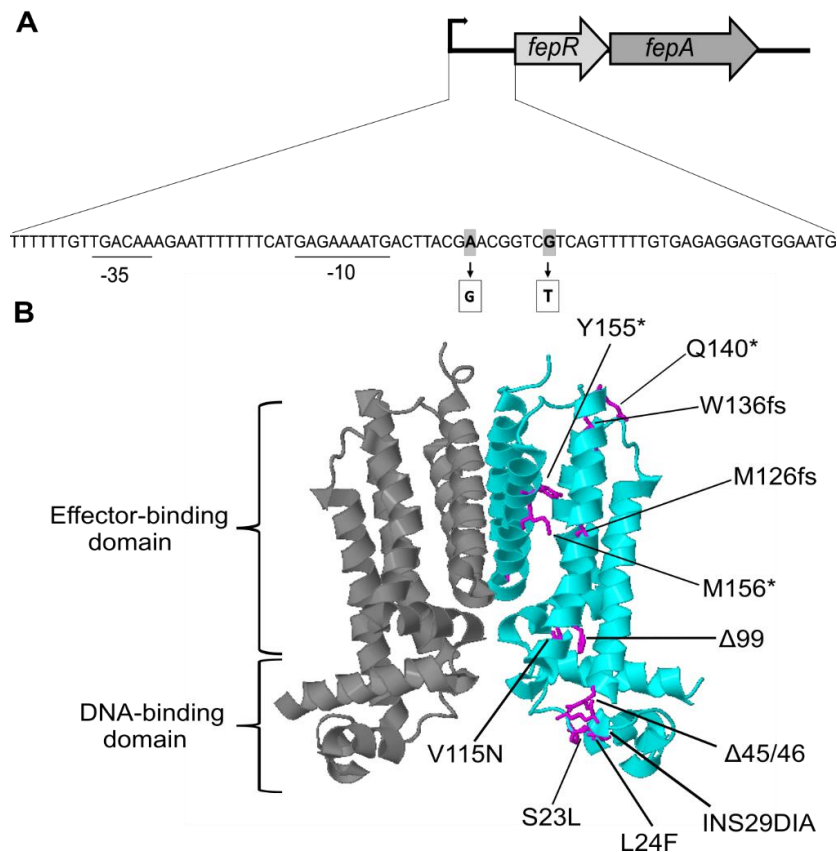 A
fepR fepA
TTTTTTGTTGACAAAGAATTTTTTTCATGAGAAAATGACTTACGAACGGTCGTCAGTTTTTGTGAGAGGAGTGGAATG
-35 -10
G T
B
Y155*
Q140*
W136fs
M126fs
Effector-binding
domain
M156*
Δ99
DNA-binding
domain
V115N
Δ45/46
S23L
INS29DIA
L24F